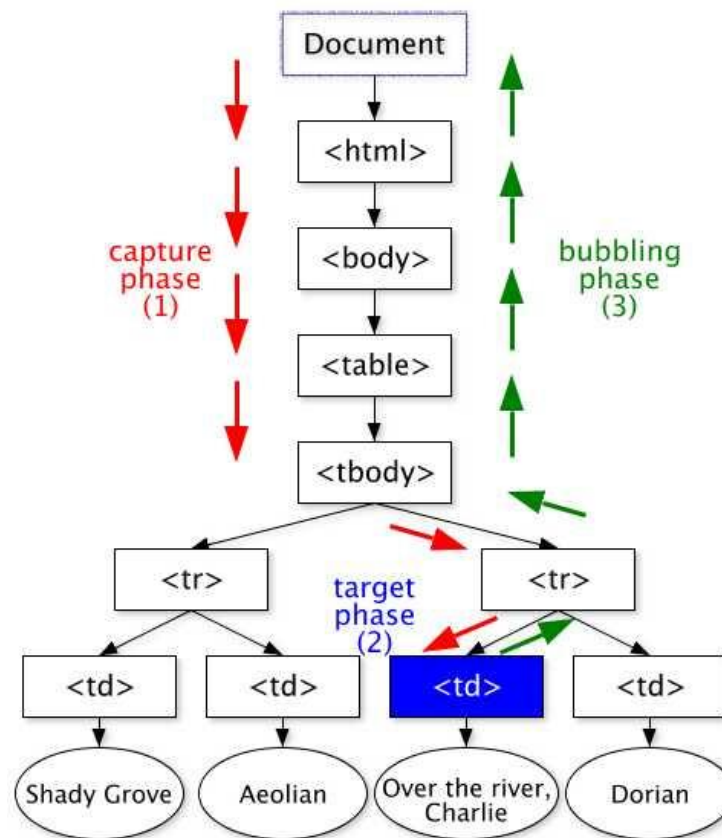 Document
<html>
capture
phase
(1)
<body>
bubbling
phase
(3)
<table>
<tbody>
<tr>
target
phase
(2)
<tr>
<td>
<td>
<td>
<td>
Shady Grove
Aeolian
Over the river,
Charlie
Dorian